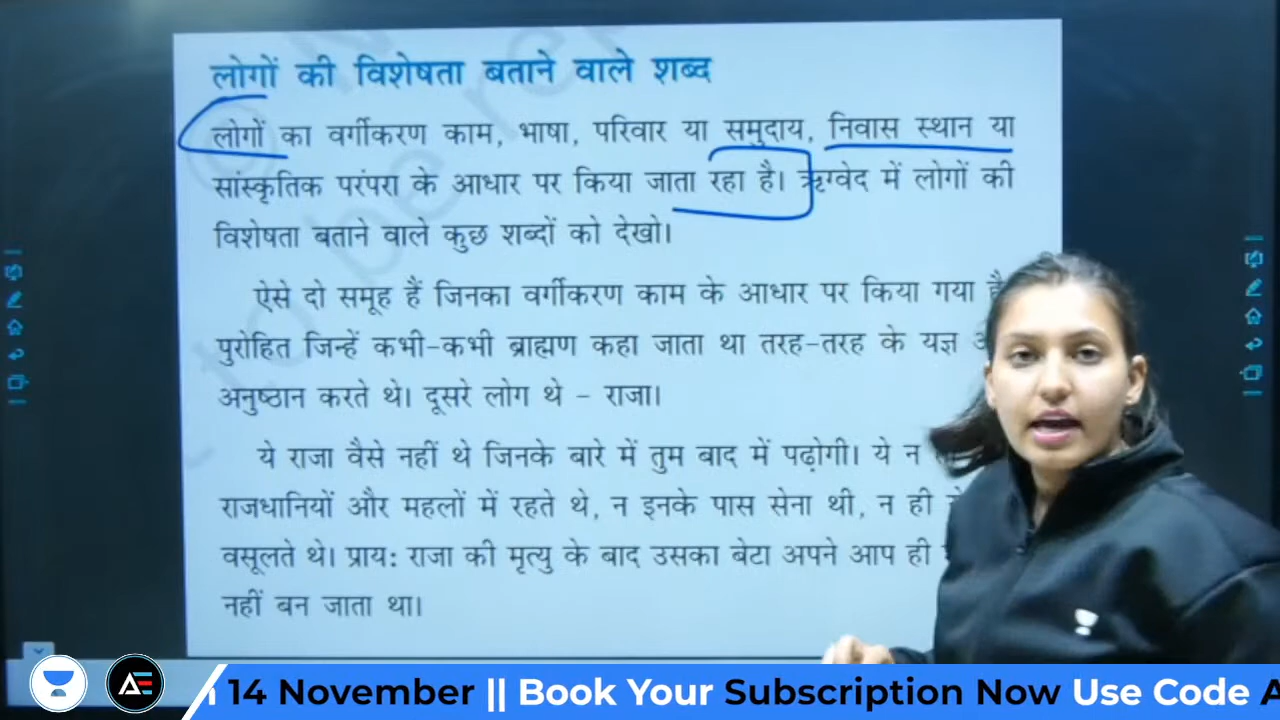 लोगों की विशेषता बताने वाले शब्द
लोगों का वर्गीकरण काम, भाषा, परिवार या समुदाय, निवास स्थान या
सांस्कृतिक परंपरा के आधार पर किया जाता रहा है। ऋग्वेद में लोगों की
विशेषता बताने वाले कुछ शब्दों को देखो।
ऐसे दो समूह हैं जिनका वर्गीकरण काम के आधार पर किया गया
पुरोहित जिन्हें कभी-कभी ब्राह्मण कहा जाता था तरह-तरह के यज्ञ
अनुष्ठान करते थे। दूसरे लोग थे – राजा।
ये राजा वैसे नहीं थे जिनके बारे में तुम बाद में पढ़ोगी। ये न
राजधानियों और महलों में रहते थे, न इनके पास सेना थी, न ही
वसूलते थे। प्राय: राजा की मृत्यु के बाद उसका बेटा अपने आप ही
नहीं बन जाता था।
14 November || Book Your Subscription Now Use Code